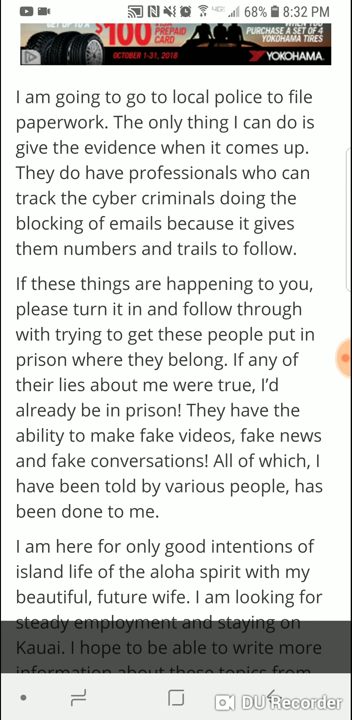 68% 8:32 PM
$100 PREPAID CARD
PURCHASE A SET OF 4
YOKOHAMA TIRES
OCTOBER 1-31, 2018
YOKOHAMA
I am going to go to local police to file
paperwork. The only thing I can do is
give the evidence when it comes up.
They do have professionals who can
track the cyber criminals doing the
blocking of emails because it gives
them numbers and trails to follow.
If these things are happening to you,
please turn it in and follow through
with trying to get these people put in
prison where they belong. If any of
their lies about me were true, I'd
already be in prison! They have the
ability to make fake videos, fake news
and fake conversations! All of which, I
have been told by various people, has
been done to me.
I am here for only good intentions of
island life of the aloha spirit with my
beautiful, future wife. I am looking for
steady employment and staying on
Kauai. I hope to be able to write more
information about these topics from
DU Recorder